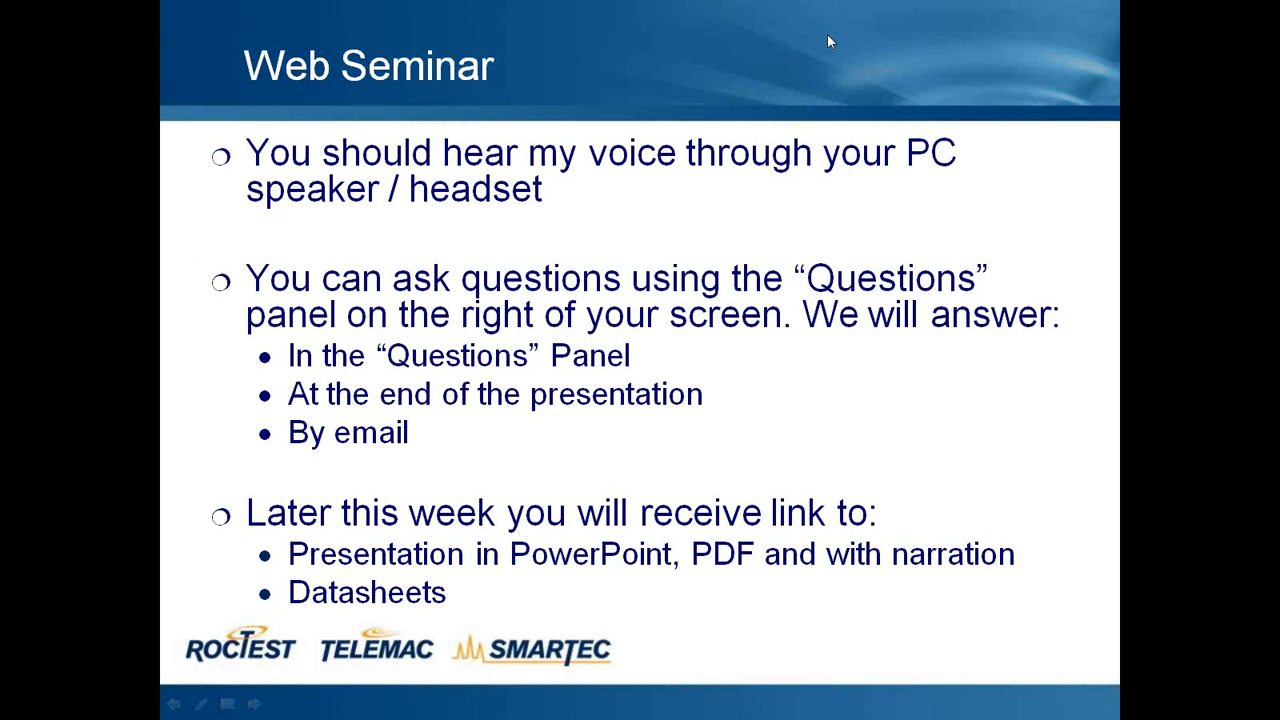 Web Seminar
You should hear my voice through your PC
speaker / headset
You can ask questions using the “Questions”
panel on the right of your screen. We will answer:
In the “Questions” Panel
At the end of the presentation
By email
Later this week you will receive link to:
Presentation in PowerPoint, PDF and with narration
Datasheets
ROCTEST TELEMAC SMARTEC